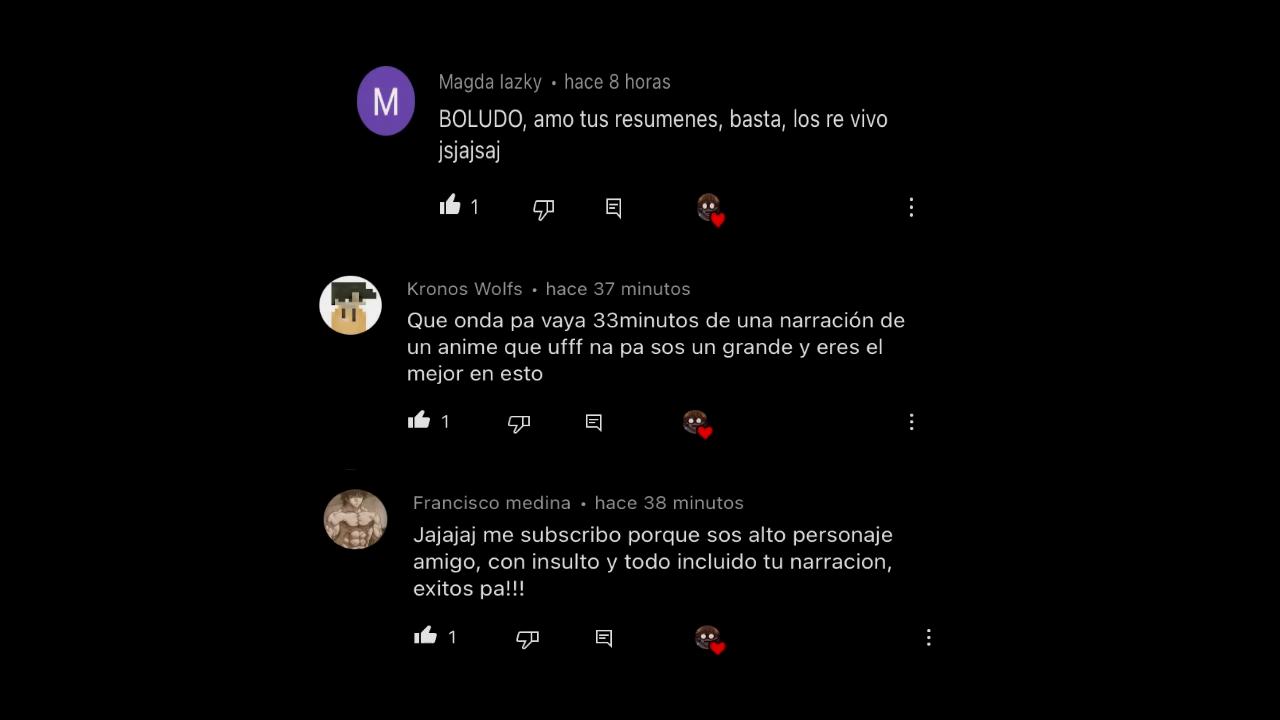 M
Magda lazky • hace 8 horas
BOLUDO, amo tus resumenes, basta, los re vivo
jsjajsaj
1
Kronos Wolfs • hace 37 minutos
Que onda pa vaya 33minutos de una narración de
un anime que ufff na pa sos un grande y eres el
mejor en esto
1
Francisco medina • hace 38 minutos
Jajajaj me subscribo porque sos alto personaje
amigo, con insulto y todo incluido tu narracion,
exitos pa!!!
1